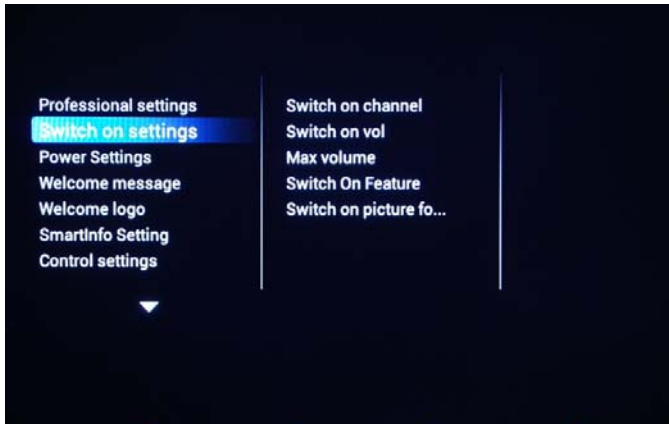 Professional settings
Switch on settings
Power Settings
Welcome message
Welcome logo
SmartInfo Setting
Control settings
Switch on channel
Switch on vol
Max volume
Switch On Feature
Switch on picture fo...